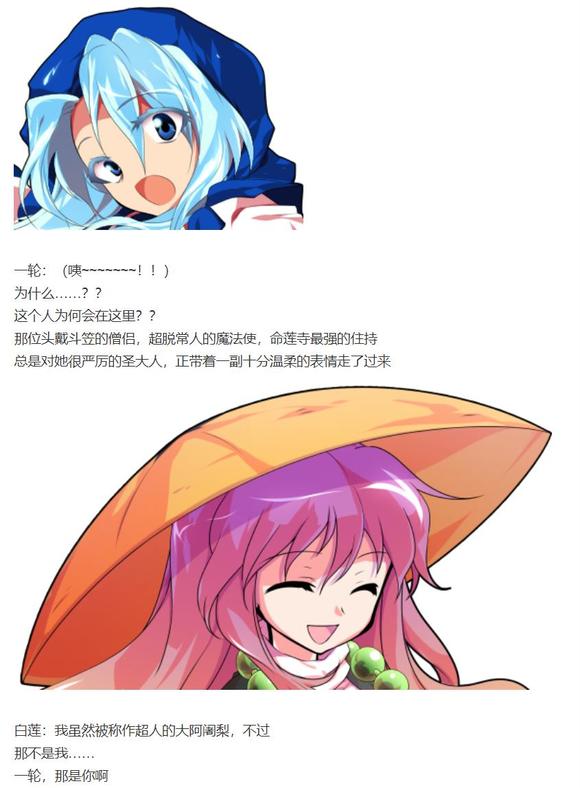 一轮：（咦~~~~~~~！！）
为什么……？？
这个人为何会在这里？？
那位头戴斗笠的僧侣，超脱常人的魔法使，命莲寺最强的住持
总是对她很严厉的圣大人，正带着一副十分温柔的表情走了过来
白莲：我虽然被称作超人的大阿阇梨，不过
那不是我……
一轮，那是你啊